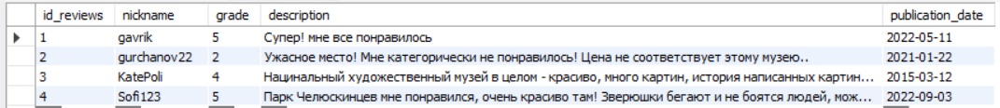 id_reviews nickname grade description publication_date
1 gavrik 5 Супер! мне все понравилось 2022-05-11
2 gurchanov22 2 Ужасное место! Мне категорически не понравилось! Цена не соответствует этому музею.. 2021-01-22
3 KatePoli 4 Нацинальный художественный музей в целом - красиво, много картин, история написанных картин... 2015-03-12
4 Sofi123 5 Парк Челюскинцев мне понравился, очень красиво там! Зверюшки бегают и не боятся людей, мож... 2022-09-03